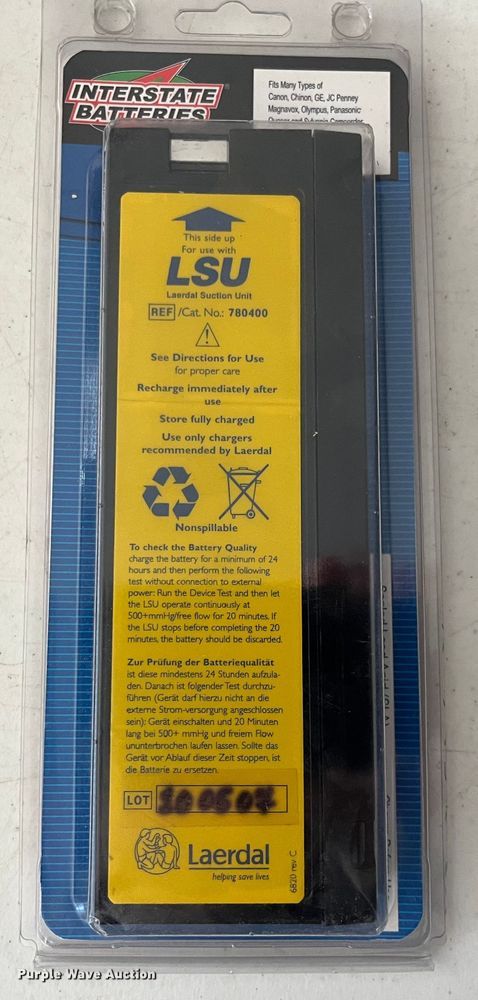 INTERSTATE
BATTERIES
Fits Many Types of
Canon, Chinon, GE, JC Penney
Magnavox, Olympus, Panasonic
Quasar and Sylvania Camcorder
This side up
For use with
LSU
Laerdal Suction Unit
REF /Cat. No.: 780400
See Directions for Use
for proper care
Recharge immediately after
use
Store fully charged
Use only chargers
recommended by Laerdal
Nonspillable
To check the Battery Quality
charge the battery for a minimum of 24
hours and then perform the following
test without connection to external
power: Run the Device Test and then let
the LSU operate continuously at
500+mmHg/free flow for 20 minutes. If
the LSU stops before completing the 20
minutes, the battery should be discarded.
Zur Prüfung der Batteriequalität
ist diese mindestens 24 Stunden aufzula-
den. Danach ist folgender Test durchzu-
führen (Gerät darf hierzu nicht an die
externe Strom-versorgung angeschlossen
sein): Gerät einschalten und 20 Minuten
lang bei 500+ mmHg und freiem Flow
ununterbrochen laufen lassen. Sollte das
Gerät vor Ablauf dieser Zeit stoppen, ist
die Batterie zu ersetzen.
LOT
Laerdal
helping save lives
6820 rev C
Purple Wave Auction